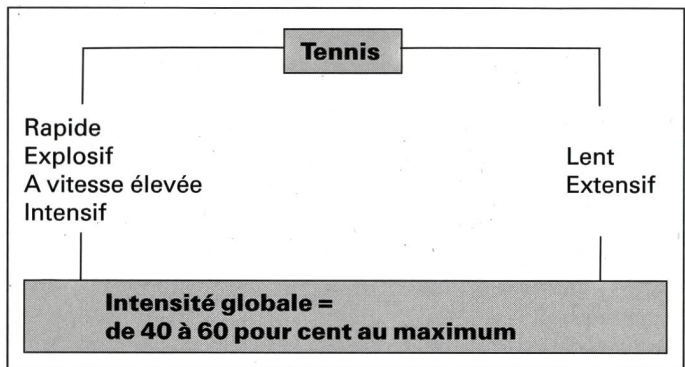 Tennis
Rapide
Explosif
A vitesse élevée
Intensif
Lent
Extensif
Intensité globale =
de 40 à 60 pour cent au maximum